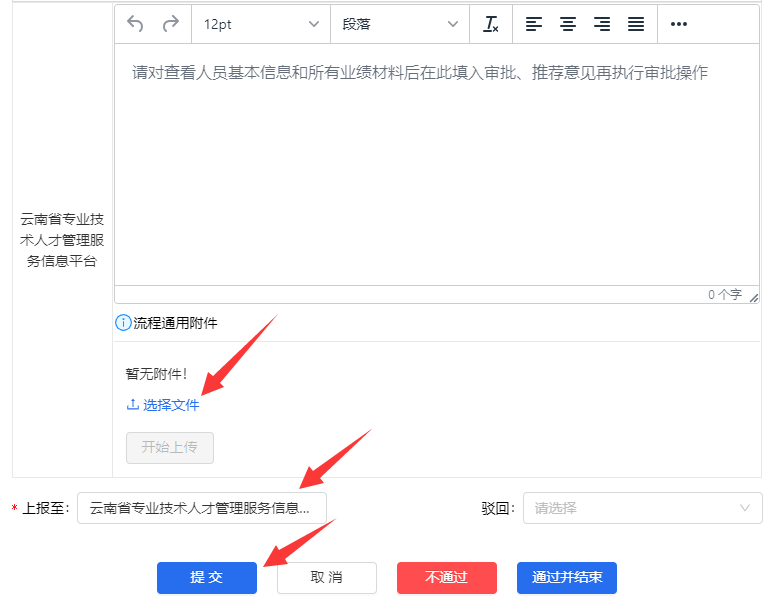 12pt 段落
请对查看人员基本信息和所有业绩材料后在此填入审批、推荐意见再执行审批操作
云南省专业技
术人才管理服
务信息平台
0 个字
流程通用附件
暂无附件!
选择文件
开始上传
* 上报至: 云南省专业技术人才管理服务信息... 驳回: 请选择
提 交 取 消 不通过 通过并结束